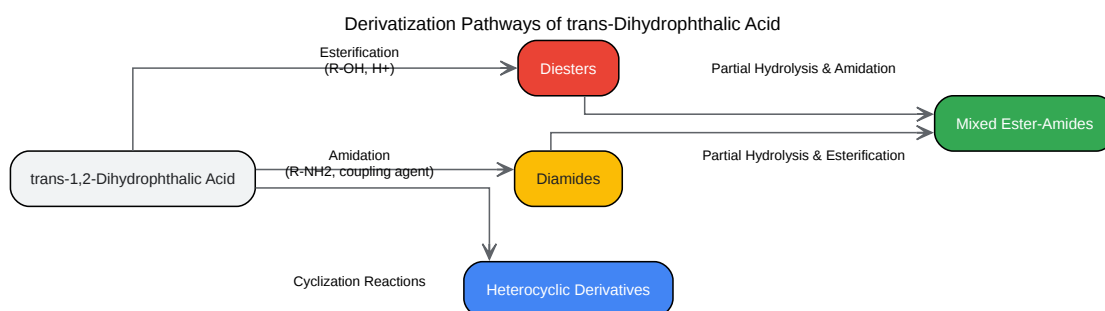 Derivatization Pathways of trans-Dihydrophthalic Acid
Esterification
(R-OH, H+)
Diesters
Partial Hydrolysis & Amidation
Mixed Ester-Amides
trans-1,2-Dihydrophthalic Acid
Amidation
(R-NH2, coupling agent)
Diamides
Partial Hydrolysis & Esterification
Cyclization Reactions
Heterocyclic Derivatives